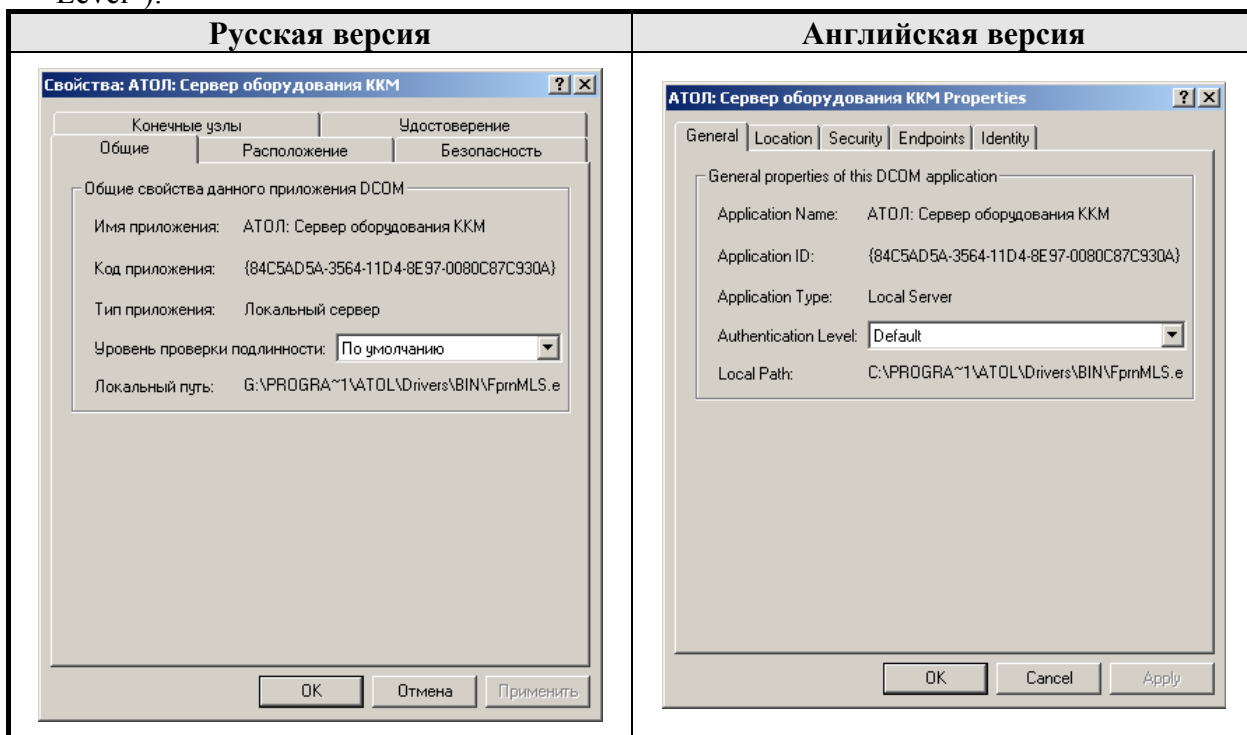 Level").
Русская версия
Английская версия
Свойства: АТОЛ: Сервер оборудования ККМ
Конечные узлы
Удостоверение
Общие
Расположение
Безопасность
Общие свойства данного приложения DCOM
Имя приложения: АТОЛ: Сервер оборудования ККМ
Код приложения: {84C5AD5A-3564-11D4-8E97-0080C87C930A}
Тип приложения: Локальный сервер
Уровень проверки подлинности: По умолчанию
Локальный путь: G:\PROGRA~1\ATOL\Drivers\BIN\FprnMLS.e
ОК Отмена Применить
АТОЛ: Сервер оборудования ККМ Properties
General Location Security Endpoints Identity
General properties of this DCOM application
Application Name: АТОЛ: Сервер оборудования ККМ
Application ID: {84C5AD5A-3564-11D4-8E97-0080C87C930A}
Application Type: Local Server
Authentication Level: Default
Local Path: C:\PROGRA~1\ATOL\Drivers\BIN\FprnMLS.e
OK Cancel Apply